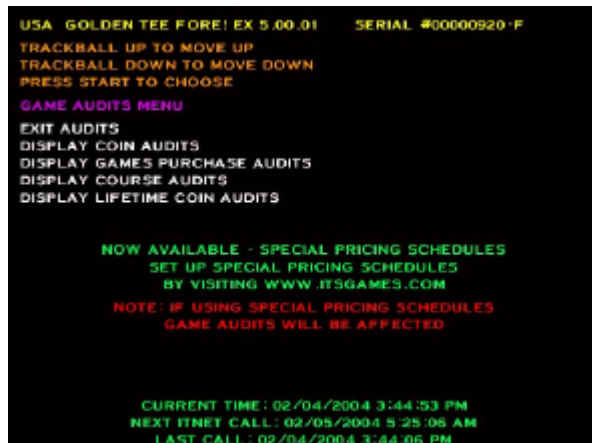 USA GOLDEN TEE FORE! EX 5.00.01 SERIAL #00000920-F
TRACKBALL UP TO MOVE UP
TRACKBALL DOWN TO MOVE DOWN
PRESS START TO CHOOSE
GAME AUDITS MENU
EXIT AUDITS
DISPLAY COIN AUDITS
DISPLAY GAMES PURCHASE AUDITS
DISPLAY COURSE AUDITS
DISPLAY LIFETIME COIN AUDITS
NOW AVAILABLE - SPECIAL PRICING SCHEDULES
SET UP SPECIAL PRICING SCHEDULES
BY VISITING WWW.ITSGAMES.COM
NOTE: IF USING SPECIAL PRICING SCHEDULES
GAME AUDITS WILL BE AFFECTED
CURRENT TIME: 02/04/2004 3:44:53 PM
NEXT ITNET CALL: 02/05/2004 5:25:06 AM
LAST CALL: 02/04/2004 3:44:06 PM